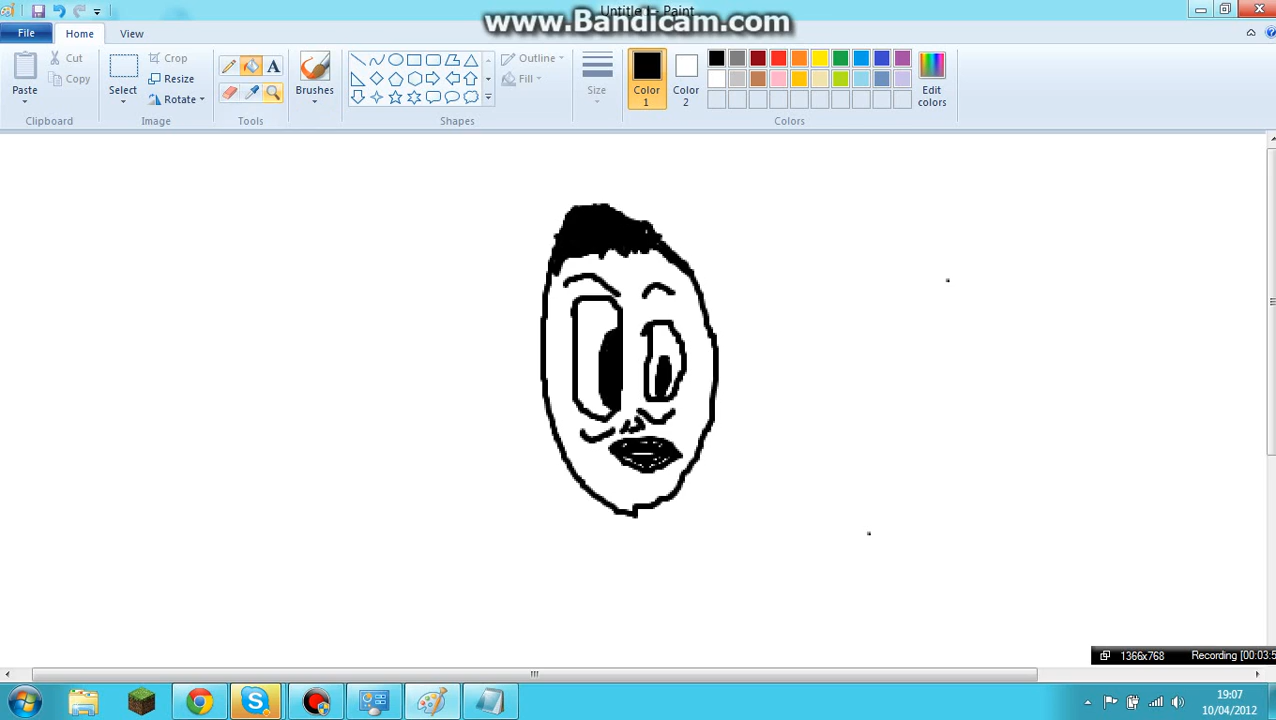 Untitled - Paint
www.Bandicam.com
File Home View
Cut
Copy
Paste
Clipboard
Select
Crop
Resize
Rotate
Image
A
Tools
Brushes
Outline
Fill
Shapes
Size
Color 1
Color 2
Edit colors
Colors
1366x768 Recording [00:03:5
19:07
10/04/2012